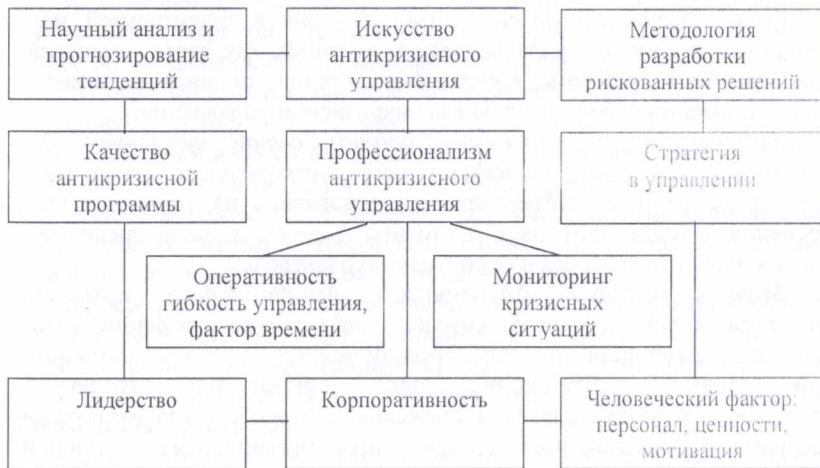 Научный анализ и
прогнозирование
тенденций
Искусство
антикризисного
управления
Методология
разработки
рискованных решений
Качество
антикризисной
программы
Профессионализм
антикризисного
управления
Стратегия
в управлении
Оперативность и
гибкость управления,
фактор времени
Мониторинг
кризисных
ситуаций
Лидерство
Корпоративность
Человеческий фактор:
персонал, ценности,
мотивация